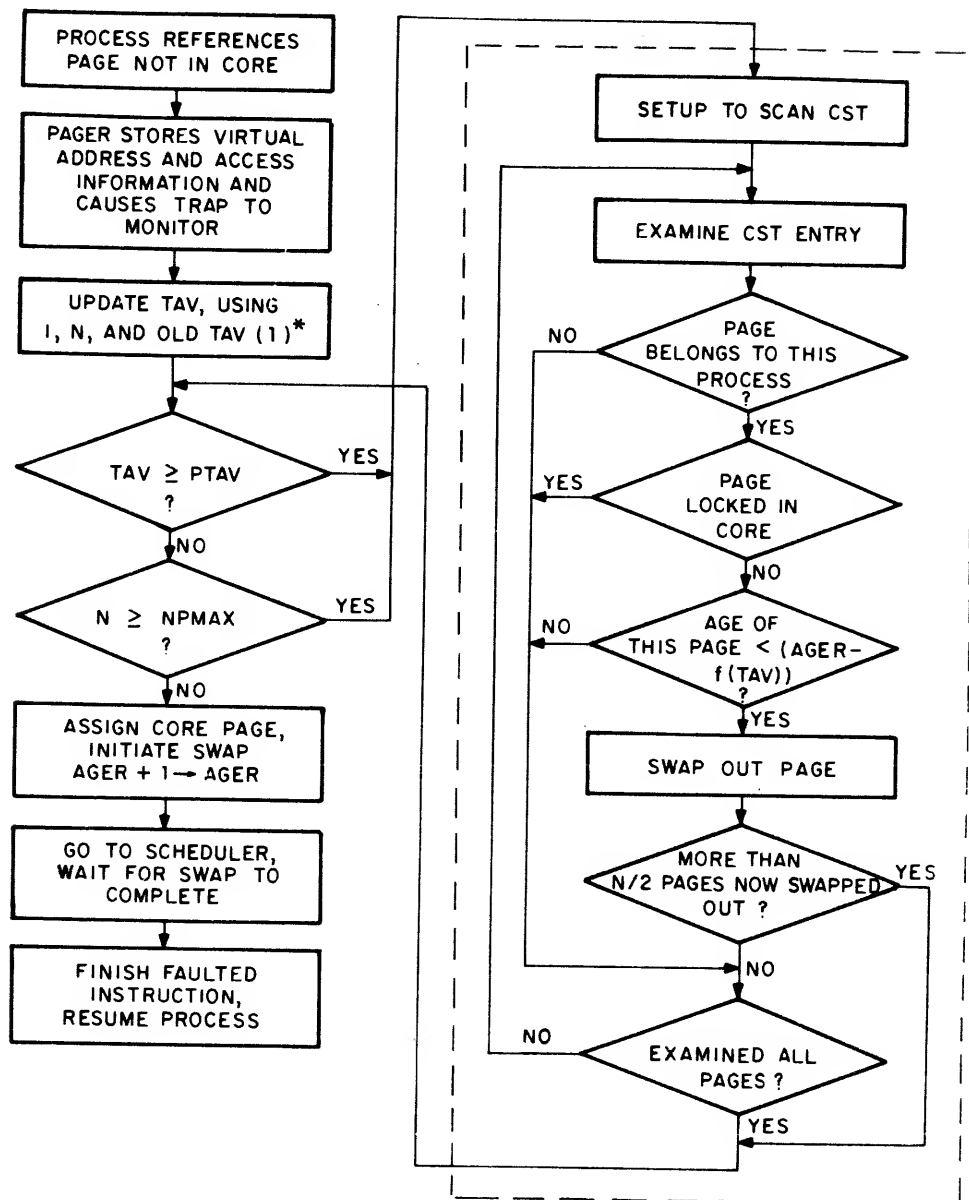 PROCESS REFERENCES
PAGE NOT IN CORE
PAGER STORES VIRTUAL
ADDRESS AND ACCESS
INFORMATION AND
CAUSES TRAP TO
MONITOR
UPDATE TAV, USING
I, N, AND OLD TAV (1)*
TAV ≥ PTAV
?
YES
NO
N ≥ NPMAX
?
YES
NO
ASSIGN CORE PAGE,
INITIATE SWAP
AGER + 1 → AGER
GO TO SCHEDULER,
WAIT FOR SWAP TO
COMPLETE
FINISH FAULTED
INSTRUCTION,
RESUME PROCESS
SETUP TO SCAN CST
EXAMINE CST ENTRY
PAGE
BELONGS TO THIS
PROCESS
?
NO
YES
PAGE
LOCKED IN
CORE
YES
NO
AGE OF
THIS PAGE < (AGER-
f(TAV))
?
NO
YES
SWAP OUT PAGE
MORE THAN
N/2 PAGES NOW SWAPPED
OUT ?
YES
NO
EXAMINED ALL
PAGES ?
NO
YES